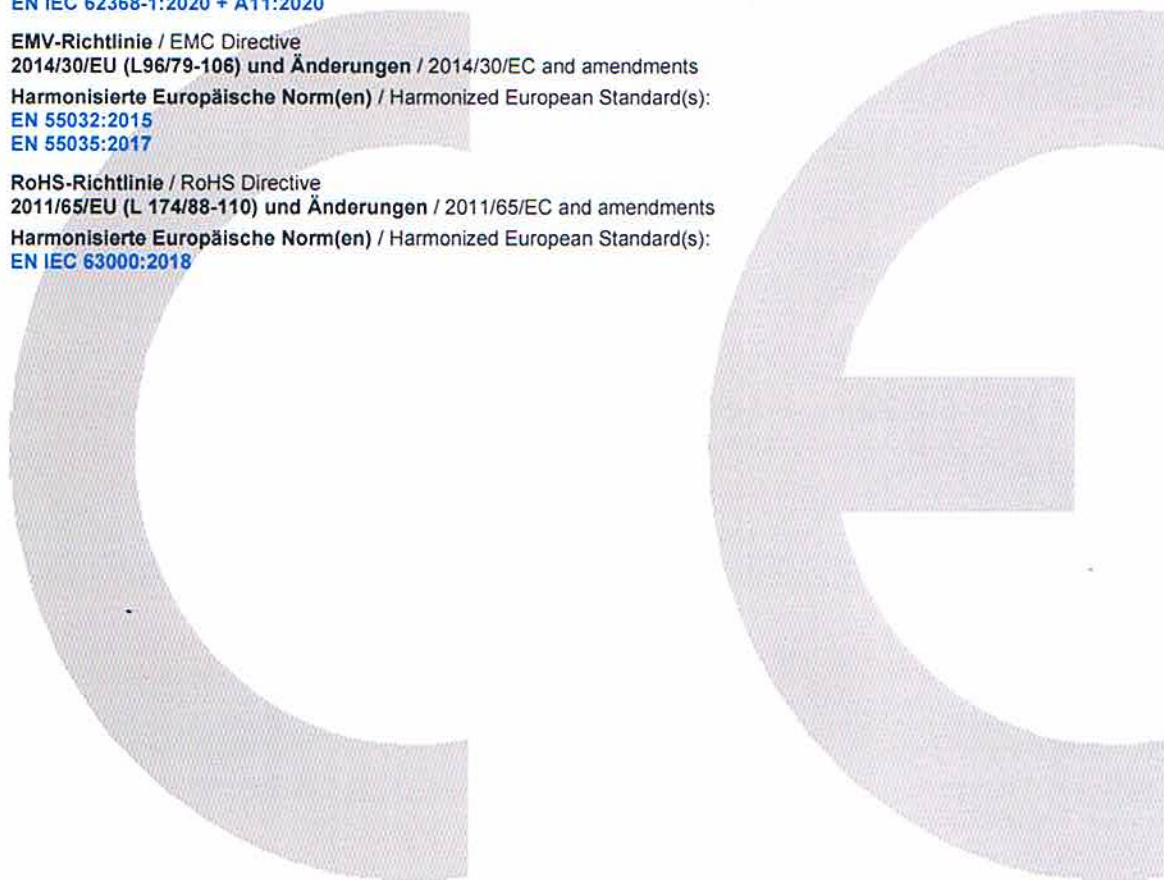 EN IEC 62368-1:2020 + A11:2020
EMV-Richtlinie / EMC Directive
2014/30/EU (L96/79-106) und Änderungen / 2014/30/EC and amendments
Harmonisierte Europäische Norm(en) / Harmonized European Standard(s):
EN 55032:2015
EN 55035:2017
RoHS-Richtlinie / RoHS Directive
2011/65/EU (L 174/88-110) und Änderungen / 2011/65/EC and amendments
Harmonisierte Europäische Norm(en) / Harmonized European Standard(s):
EN IEC 63000:2018
CE